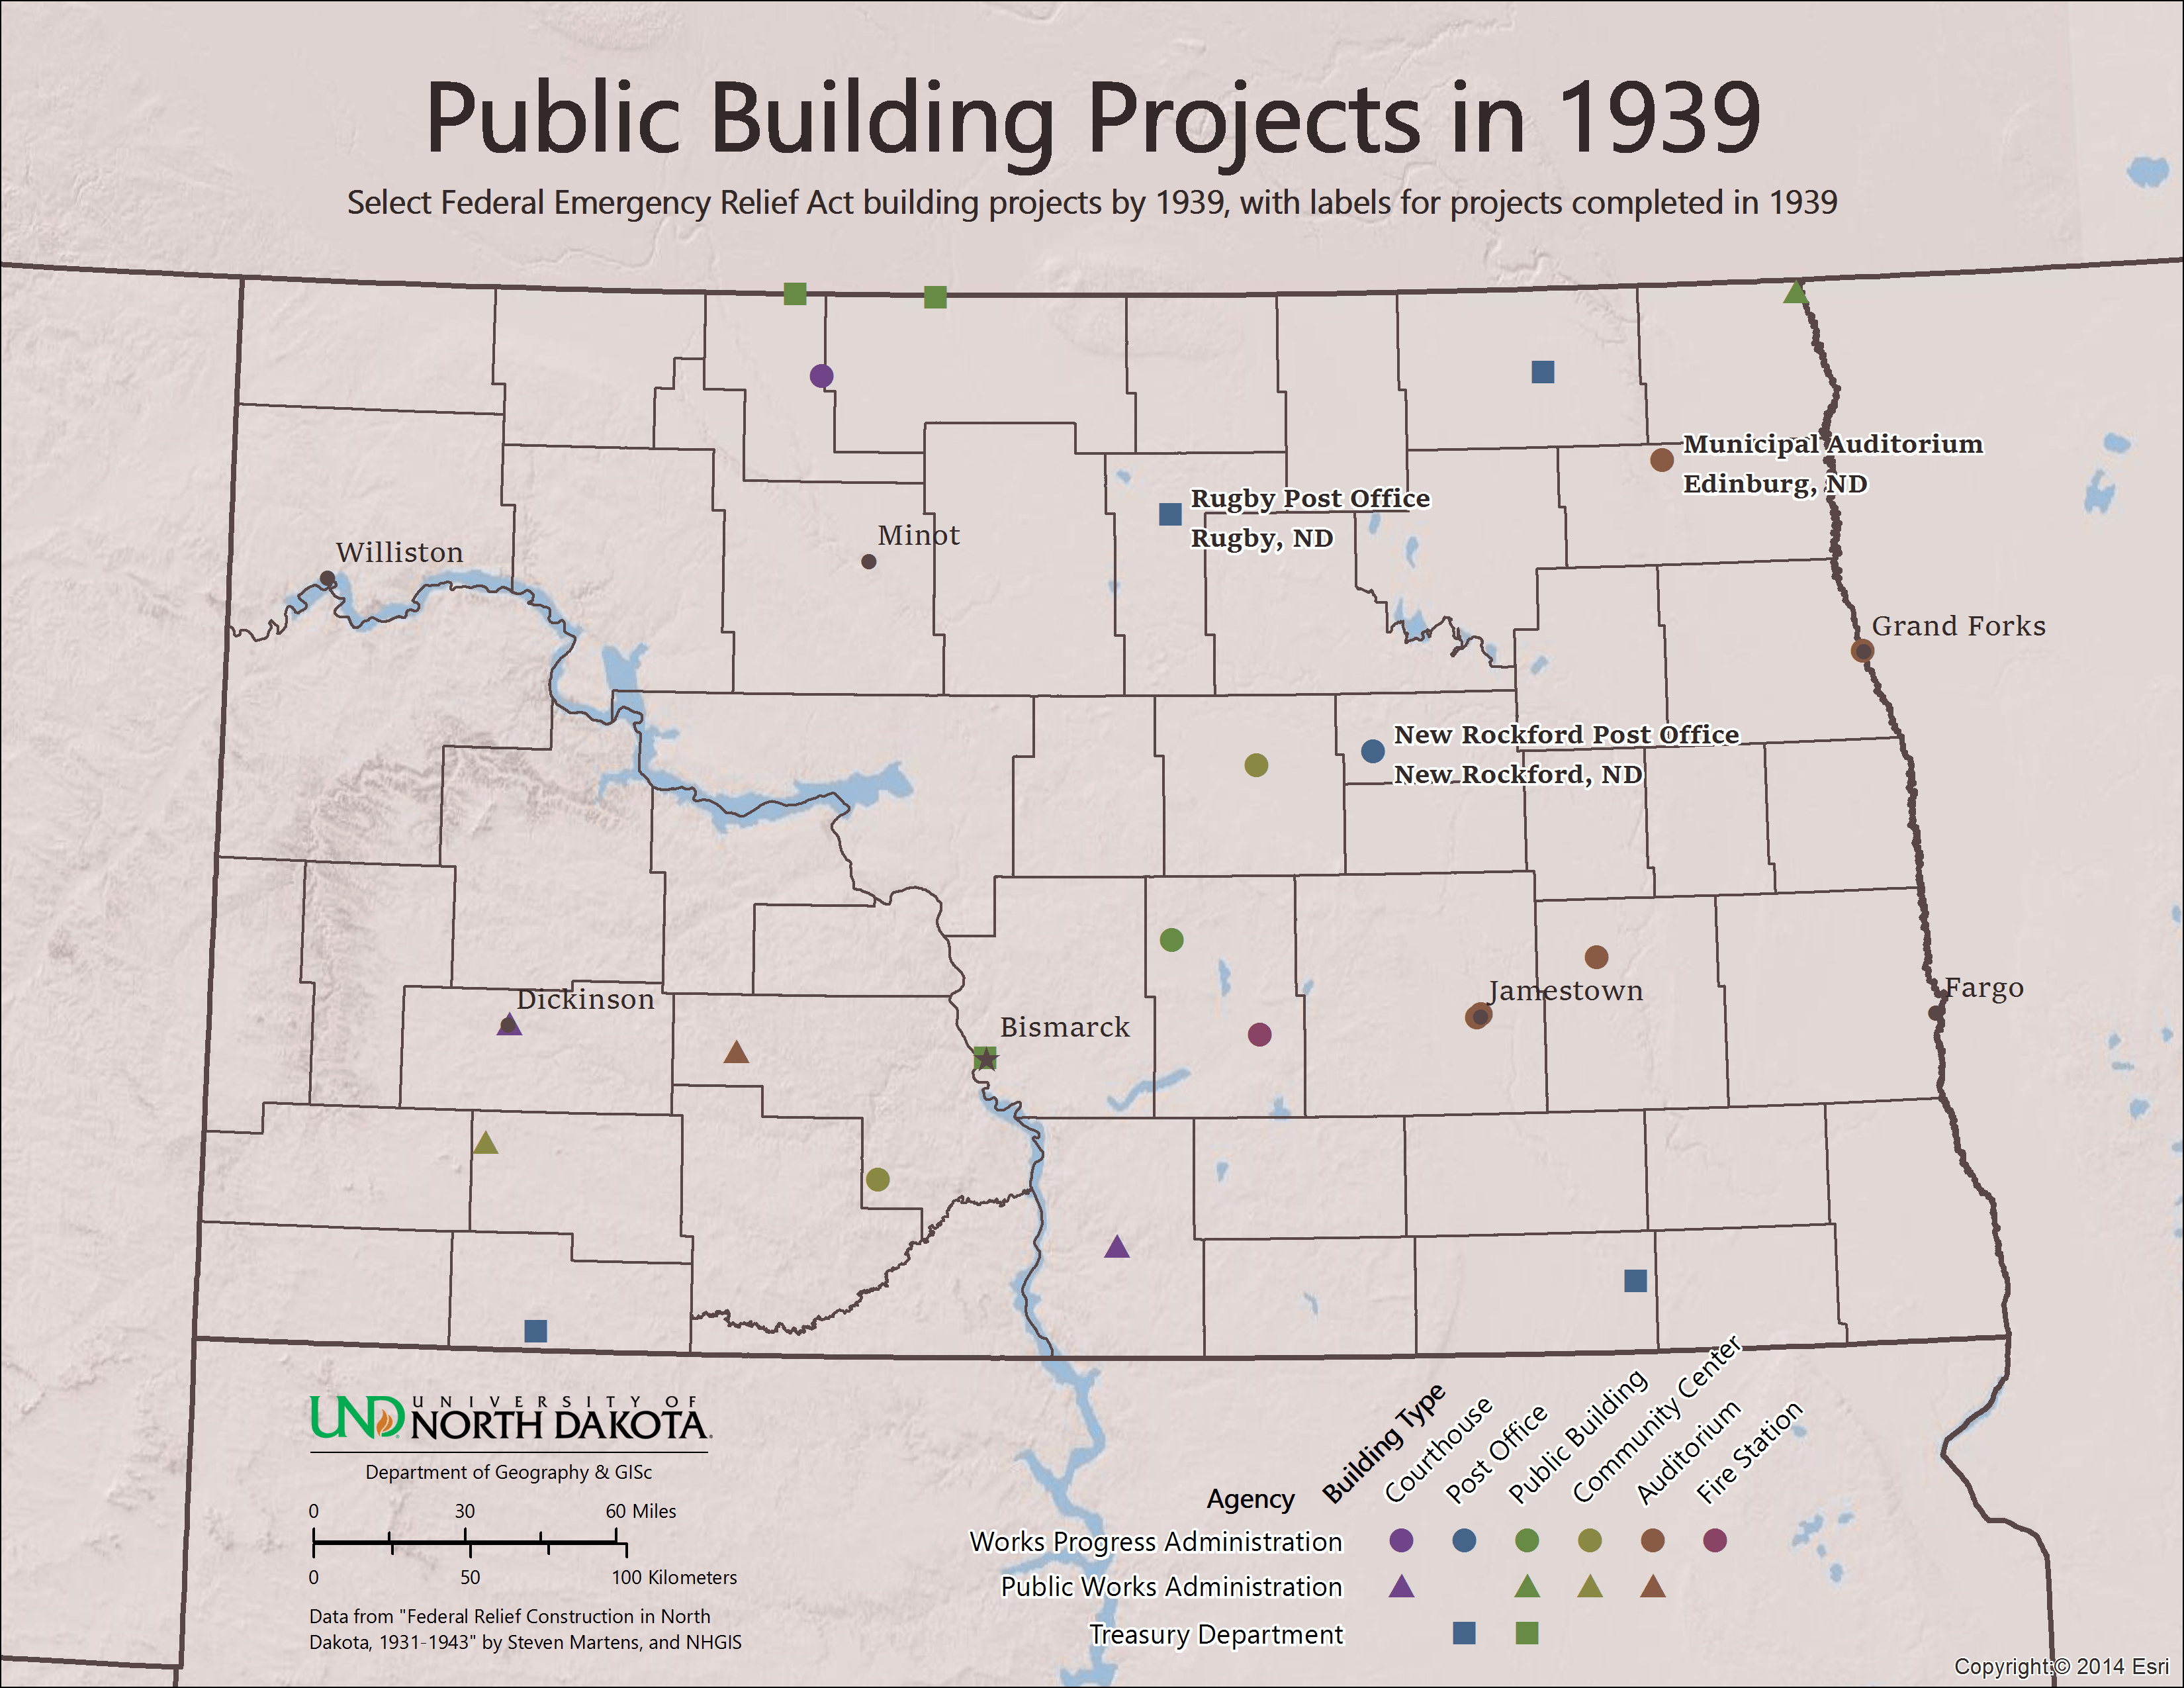 Public Building Projects in 1939
Select Federal Emergency Relief Act building projects by 1939, with labels for projects completed in 1939
Municipal Auditorium
Edinburg, ND
Rugby Post Office
Rugby, ND
Minot
Williston
Grand Forks
New Rockford Post Office
New Rockford, ND
Dickinson
Jamestown
Fargo
Bismarck
UND UNIVERSITY OF
NORTH DAKOTA.
Department of Geography & GISc
0 30 60 Miles
0 50 100 Kilometers
Data from "Federal Relief Construction in North
Dakota, 1931-1943" by Steven Martens, and NHGIS
Agency
Building Type
Courthouse
Post Office
Public Building
Community Center
Auditorium
Fire Station
Works Progress Administration
Public Works Administration
Treasury Department
Copyright:© 2014 Esri